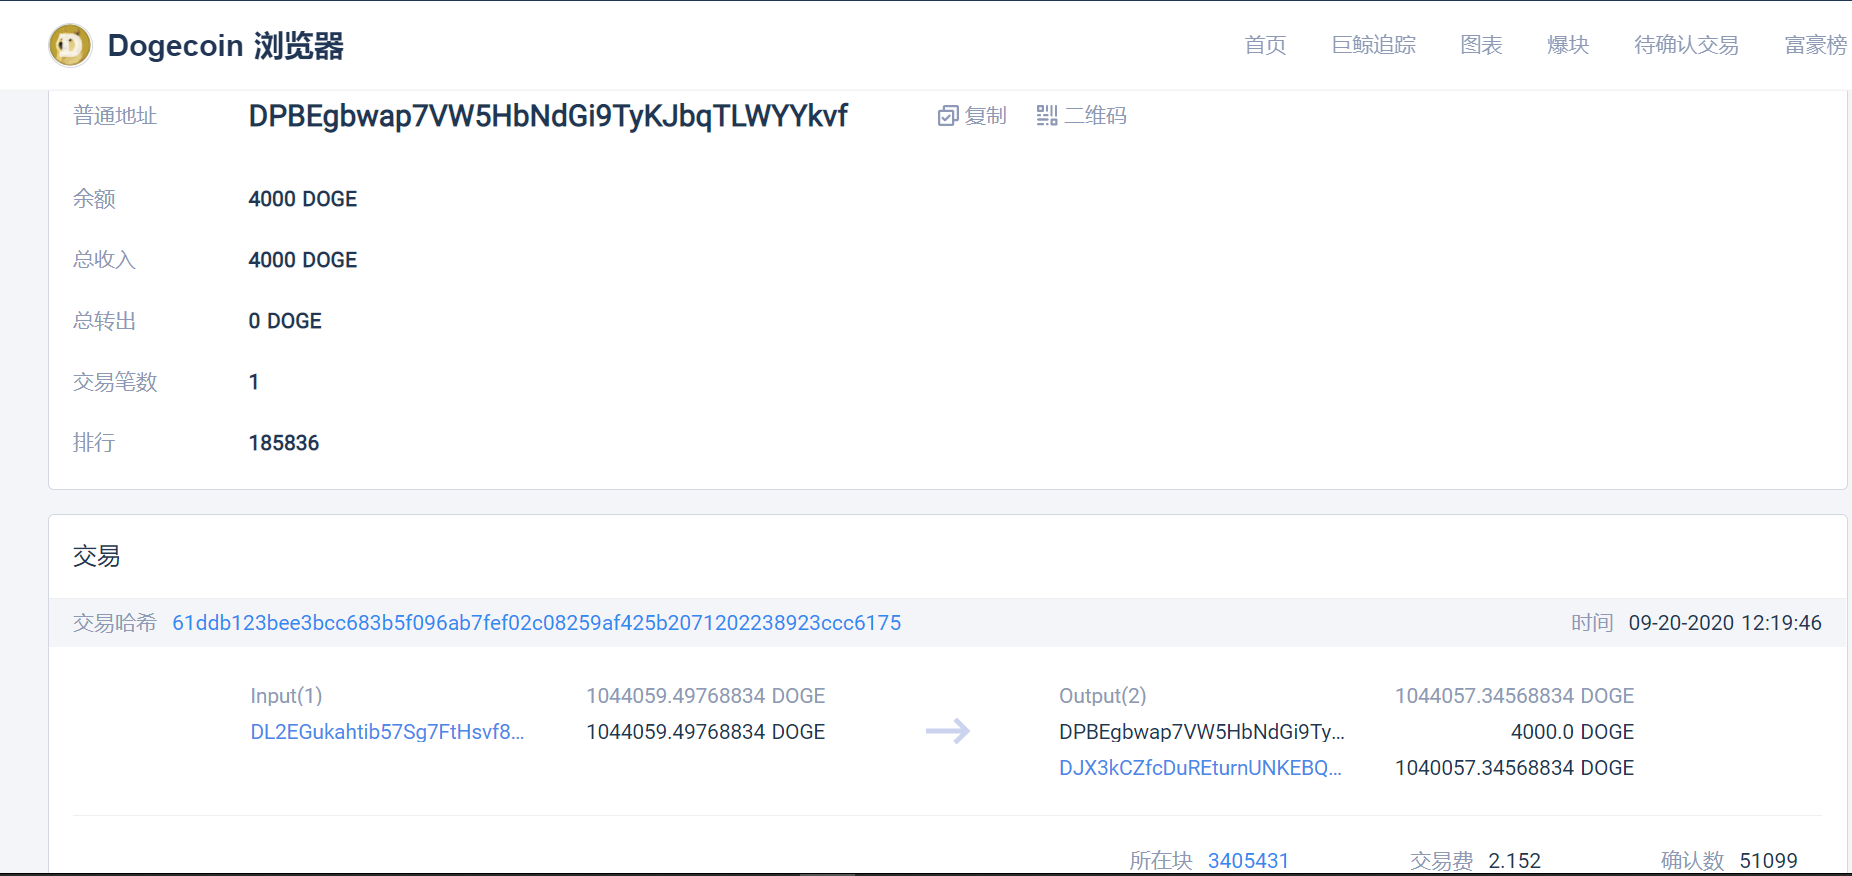 Dogecoin 浏览器
首页 巨鲸追踪 图表 爆块 待确认交易 富豪榜
普通地址 DPBEgbwap7VW5HbNdGi9TyKJbqTLWYYkvf 复制 二维码
余额 4000 DOGE
总收入 4000 DOGE
总转出 0 DOGE
交易笔数 1
排行 185836
交易
交易哈希 61ddb123bee3bcc683b5f096ab7fef02c08259af425b2071202238923ccc6175 时间 09-20-2020 12:19:46
Input(1) 1044059.49768834 DOGE Output(2) 1044057.34568834 DOGE
DL2EGukahtib57Sg7FtHsvf8... 1044059.49768834 DOGE DPBEgbwap7VW5HbNdGi9Ty... 4000.0 DOGE
DJX3kCZfcDuREturnUNKEBQ... 1040057.34568834 DOGE
所在块 3405431 交易费 2.152 确认数 51099